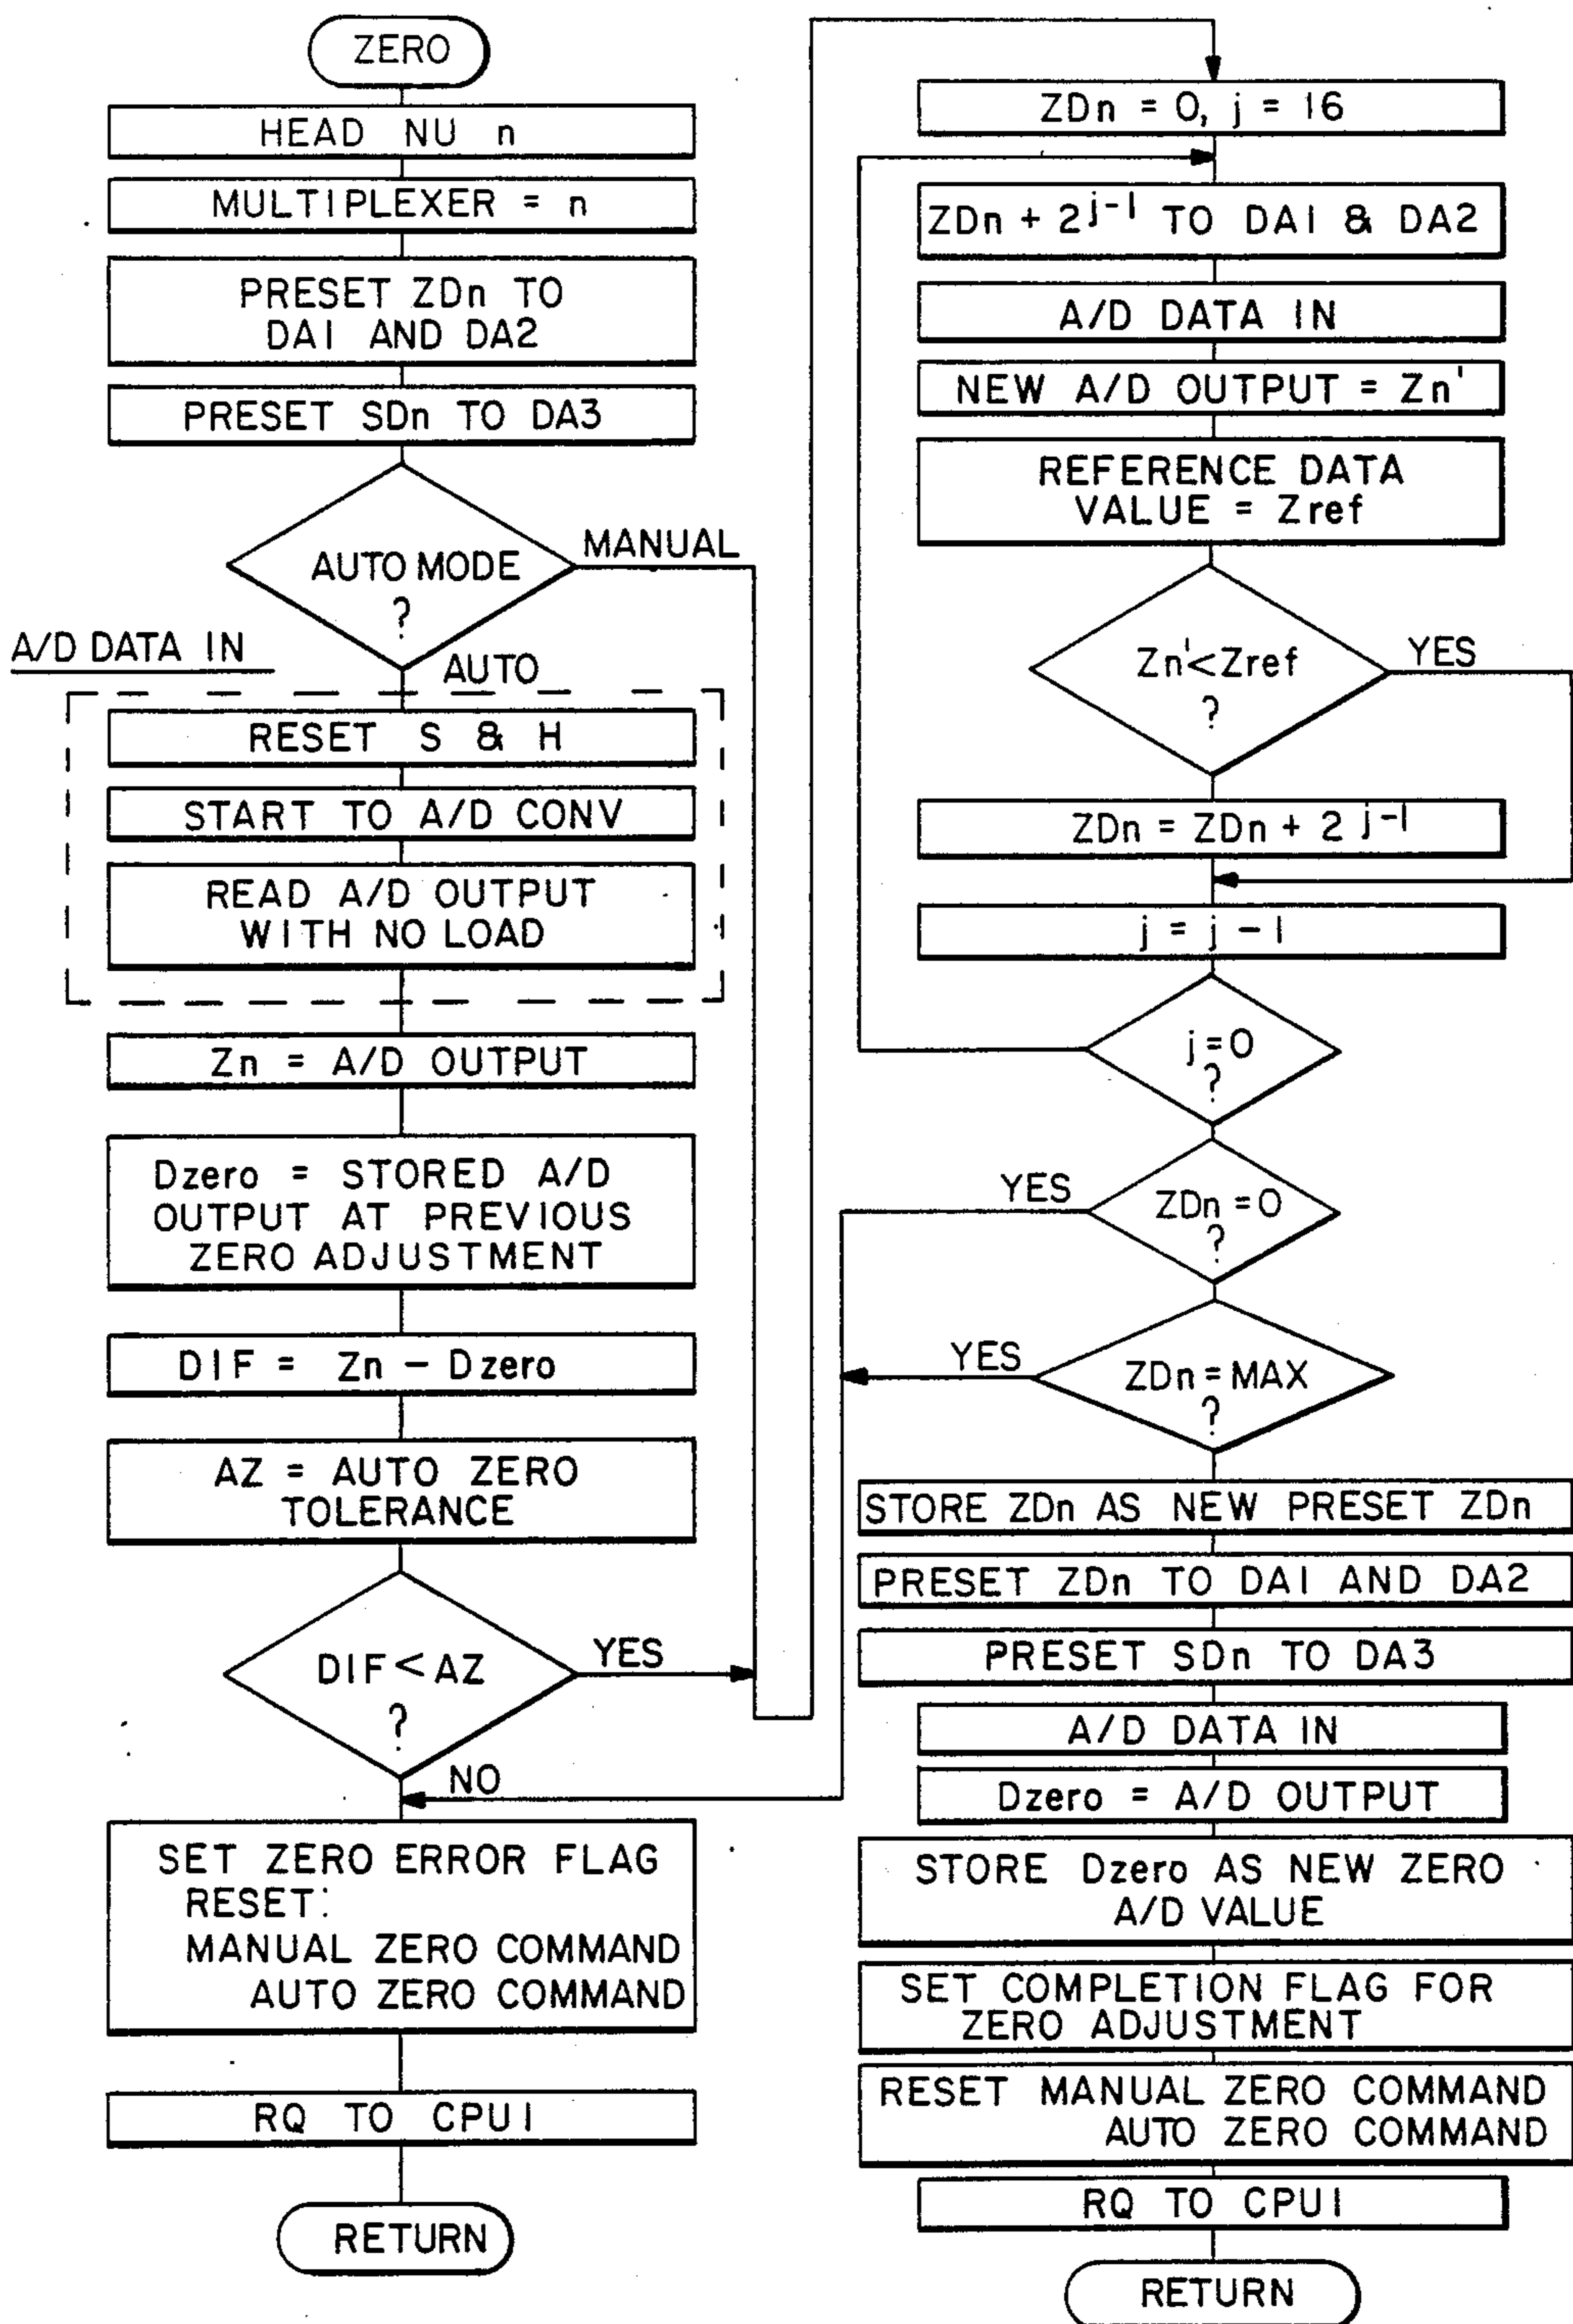 ZERO
HEAD NU n
MULTIPLEXER = n
PRESET ZDn TO
DA1 AND DA2
PRESET SDn TO DA3
AUTO MODE
?
MANUAL
A/D DATA IN
AUTO
RESET S & H
START TO A/D CONV
READ A/D OUTPUT
WITH NO LOAD
Zn = A/D OUTPUT
Dzero = STORED A/D
OUTPUT AT PREVIOUS
ZERO ADJUSTMENT
DIF = Zn - Dzero
AZ = AUTO ZERO
TOLERANCE
DIF < AZ
?
YES
NO
SET ZERO ERROR FLAG
RESET:
MANUAL ZERO COMMAND
AUTO ZERO COMMAND
RQ TO CPU1
RETURN
ZDn = 0, j = 16
ZDn + 2^j-1 TO DA1 & DA2
A/D DATA IN
NEW A/D OUTPUT = Zn'
REFERENCE DATA
VALUE = Zref
Zn' < Zref
?
YES
ZDn = ZDn + 2^j-1
j = j - 1
j = 0
?
YES
ZDn = 0
?
YES
ZDn = MAX
?
STORE ZDn AS NEW PRESET ZDn
PRESET ZDn TO DA1 AND DA2
PRESET SDn TO DA3
A/D DATA IN
Dzero = A/D OUTPUT
STORE Dzero AS NEW ZERO
A/D VALUE
SET COMPLETION FLAG FOR
ZERO ADJUSTMENT
RESET MANUAL ZERO COMMAND
AUTO ZERO COMMAND
RQ TO CPU1
RETURN